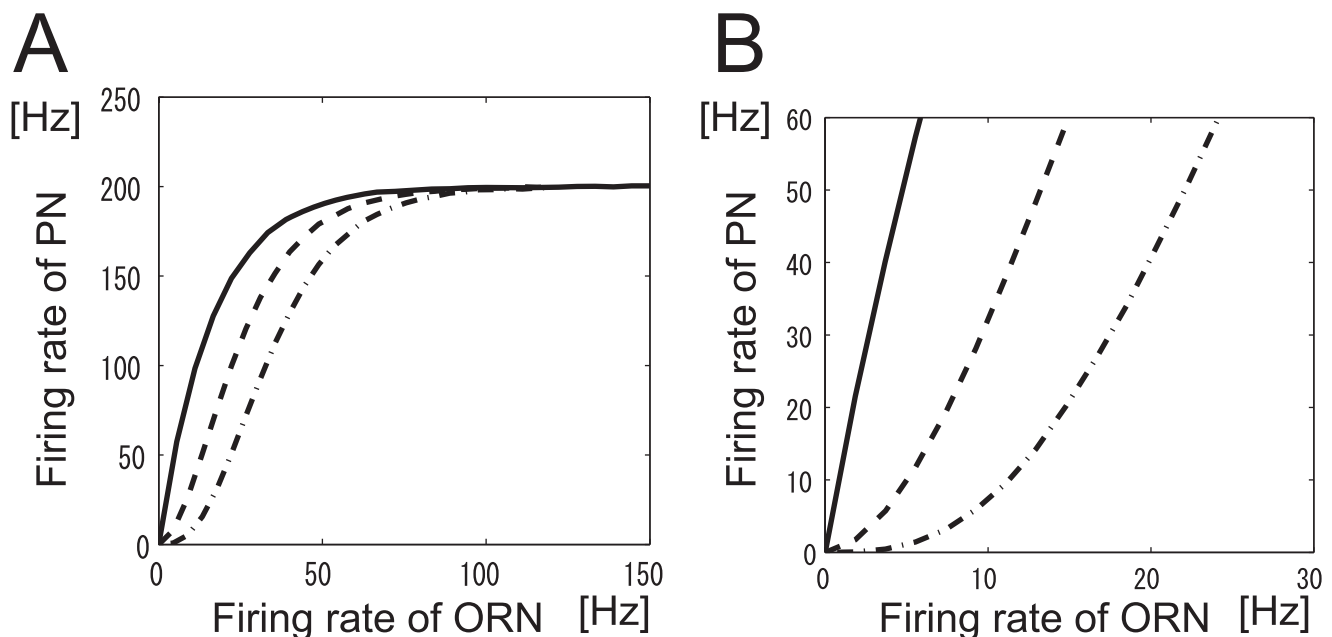 A
[Hz]
250
200
150
100
50
0
Firing rate of PN
0 50 100 150
Firing rate of ORN [Hz]
B
[Hz]
60
50
40
30
20
10
0
Firing rate of PN
0 10 20 30
Firing rate of ORN [Hz]